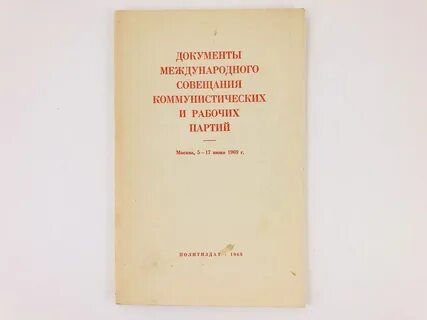 ДОКУМЕНТЫ
МЕЖДУНАРОДНОГО
СОВЕЩАНИЯ
КОММУНИСТИЧЕСКИХ
И РАБОЧИХ
ПАРТИЙ
Москва, 5—17 июня 1969 г.
ПОЛИТИЗДАТ · 1969